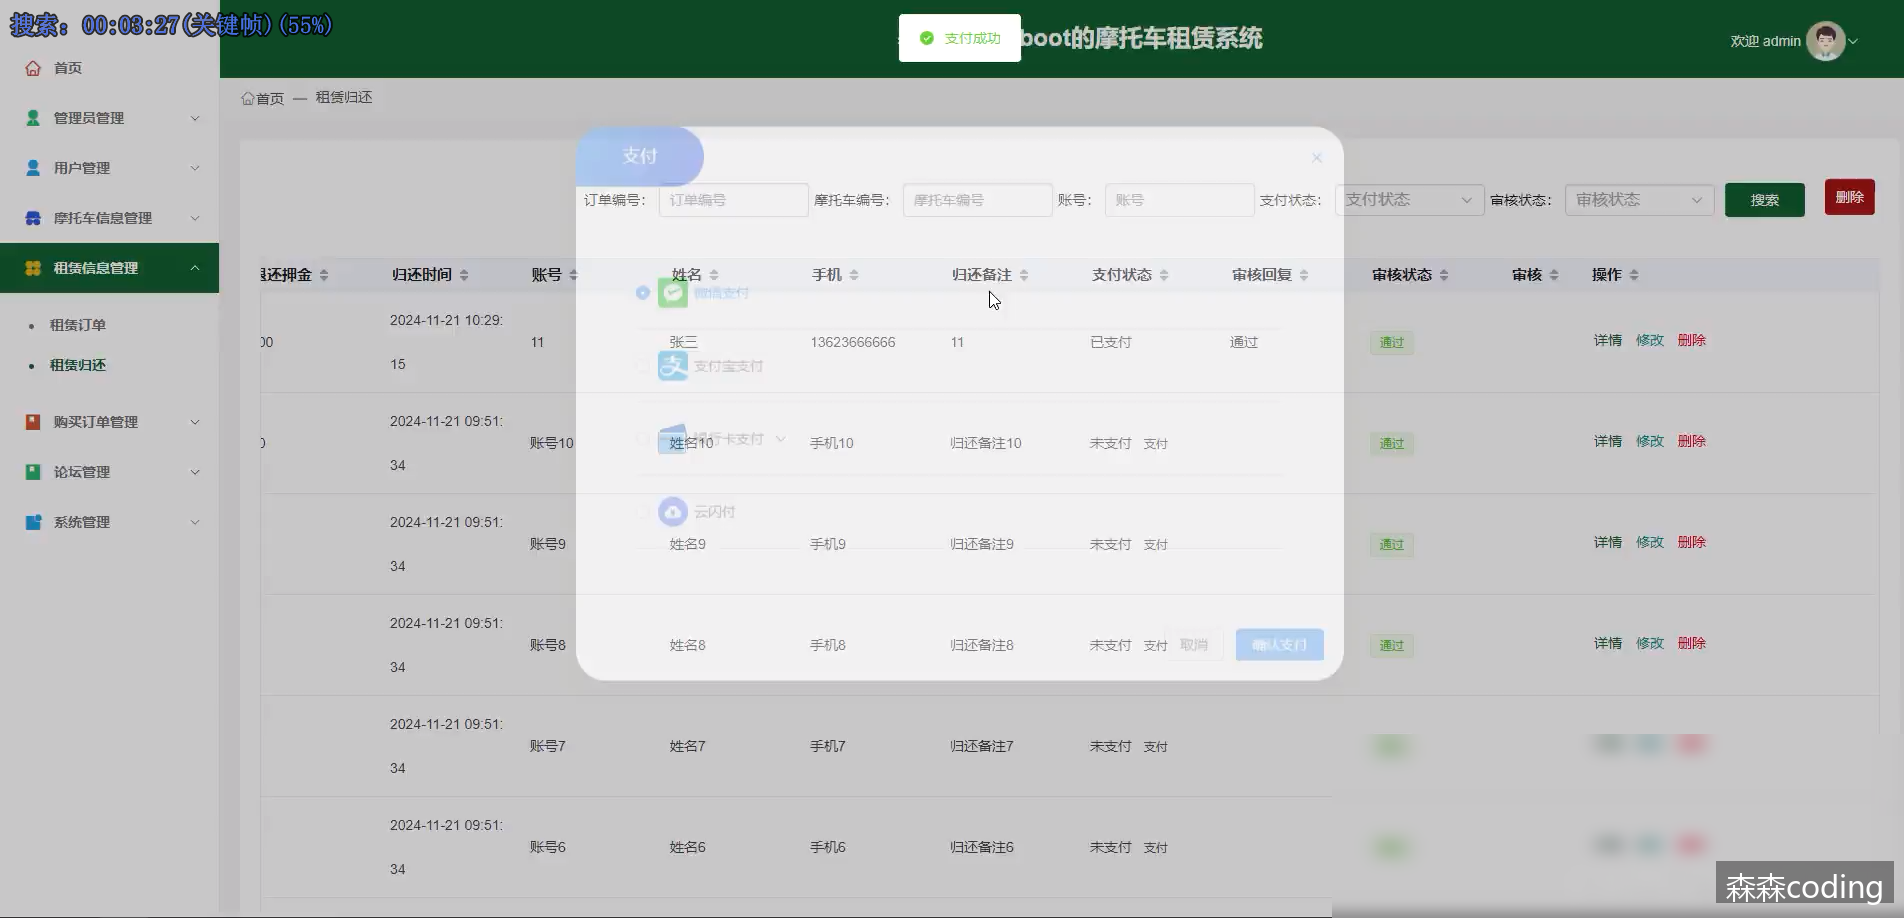 搜索：00:03:27(关键帧)(55%)
支付成功
boot的摩托车租赁系统
欢迎 admin
首页
管理员管理
用户管理
摩托车信息管理
租赁信息管理
租赁订单
租赁归还
购买订单管理
论坛管理
系统管理
首页 — 租赁归还
支付
订单编号： 订单编号 摩托车编号： 摩托车编号 账号： 账号 支付状态： 支付状态 审核状态： 审核状态 搜索 删除
退还押金 归还时间 账号 姓名 手机 归还备注 支付状态 审核回复 审核状态 审核 操作
微信支付
00 2024-11-21 10:29:15 11 张三 13623666666 11 已支付 通过 通过 详情 修改 删除
支付宝支付
0 2024-11-21 09:51:34 账号10 姓名10 手机10 归还备注10 未支付 支付 通过 详情 修改 删除
行卡支付
云闪付
2024-11-21 09:51:34 账号9 姓名9 手机9 归还备注9 未支付 支付 通过 详情 修改 删除
2024-11-21 09:51:34 账号8 姓名8 手机8 归还备注8 未支付 支付 通过 详情 修改 删除
取消 确认支付
2024-11-21 09:51:34 账号7 姓名7 手机7 归还备注7 未支付 支付
2024-11-21 09:51:34 账号6 姓名6 手机6 归还备注6 未支付 支付
森森coding